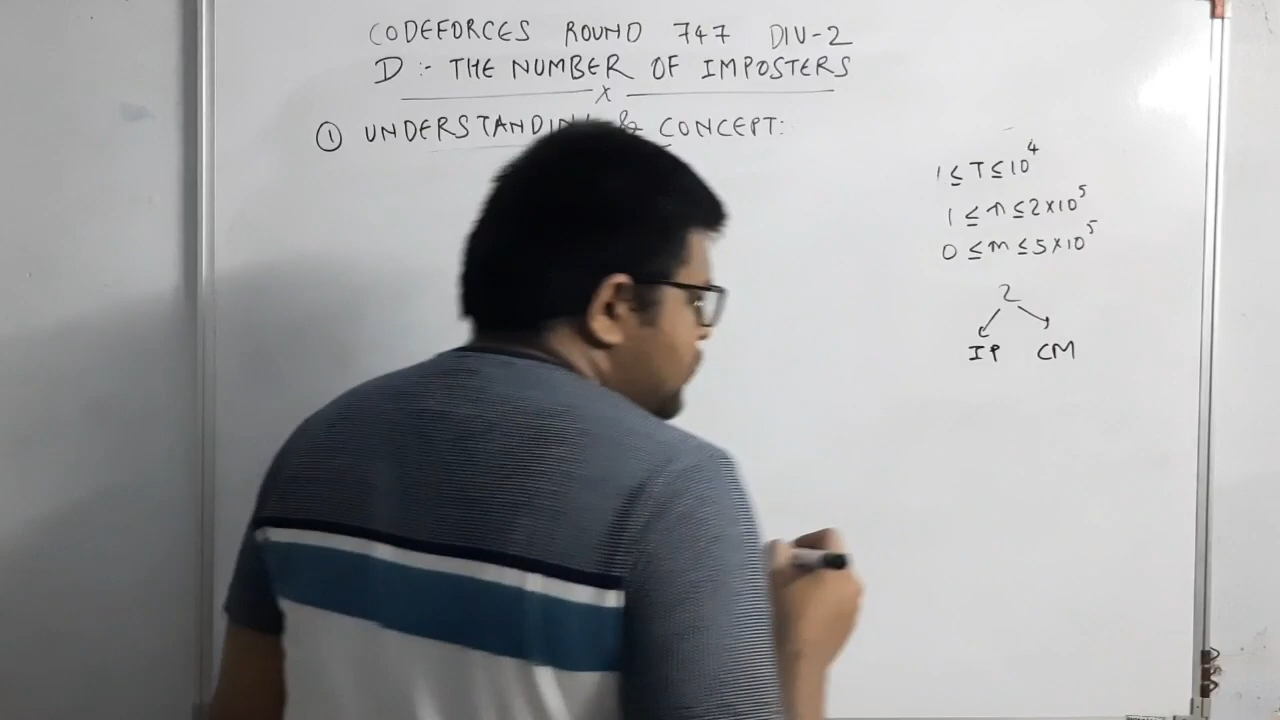 CODEFORCES ROUND 747 DIV-2
D :- THE NUMBER OF IMPOSTERS
x
① UNDERSTANDING & CONCEPT:
1 ≤ T ≤ 10⁴
1 ≤ n ≤ 2×10⁵
0 ≤ m ≤ 5×10⁵
2
IP CM